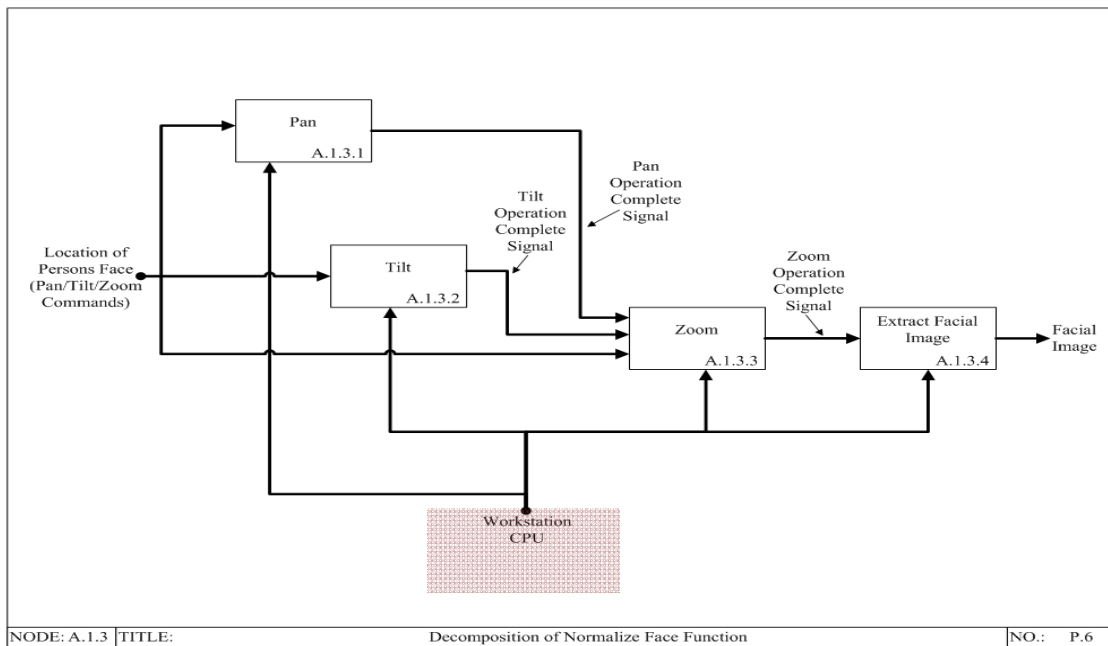 Pan
A.1.3.1
Pan
Operation
Complete
Signal
Tilt
Operation
Complete
Signal
Location of
Persons Face
(Pan/Tilt/Zoom
Commands)
Tilt
A.1.3.2
Zoom
Operation
Complete
Signal
Zoom
A.1.3.3
Extract Facial
Image
A.1.3.4
Facial
Image
Workstation
CPU
NODE: A.1.3 TITLE: Decomposition of Normalize Face Function NO.: P.6